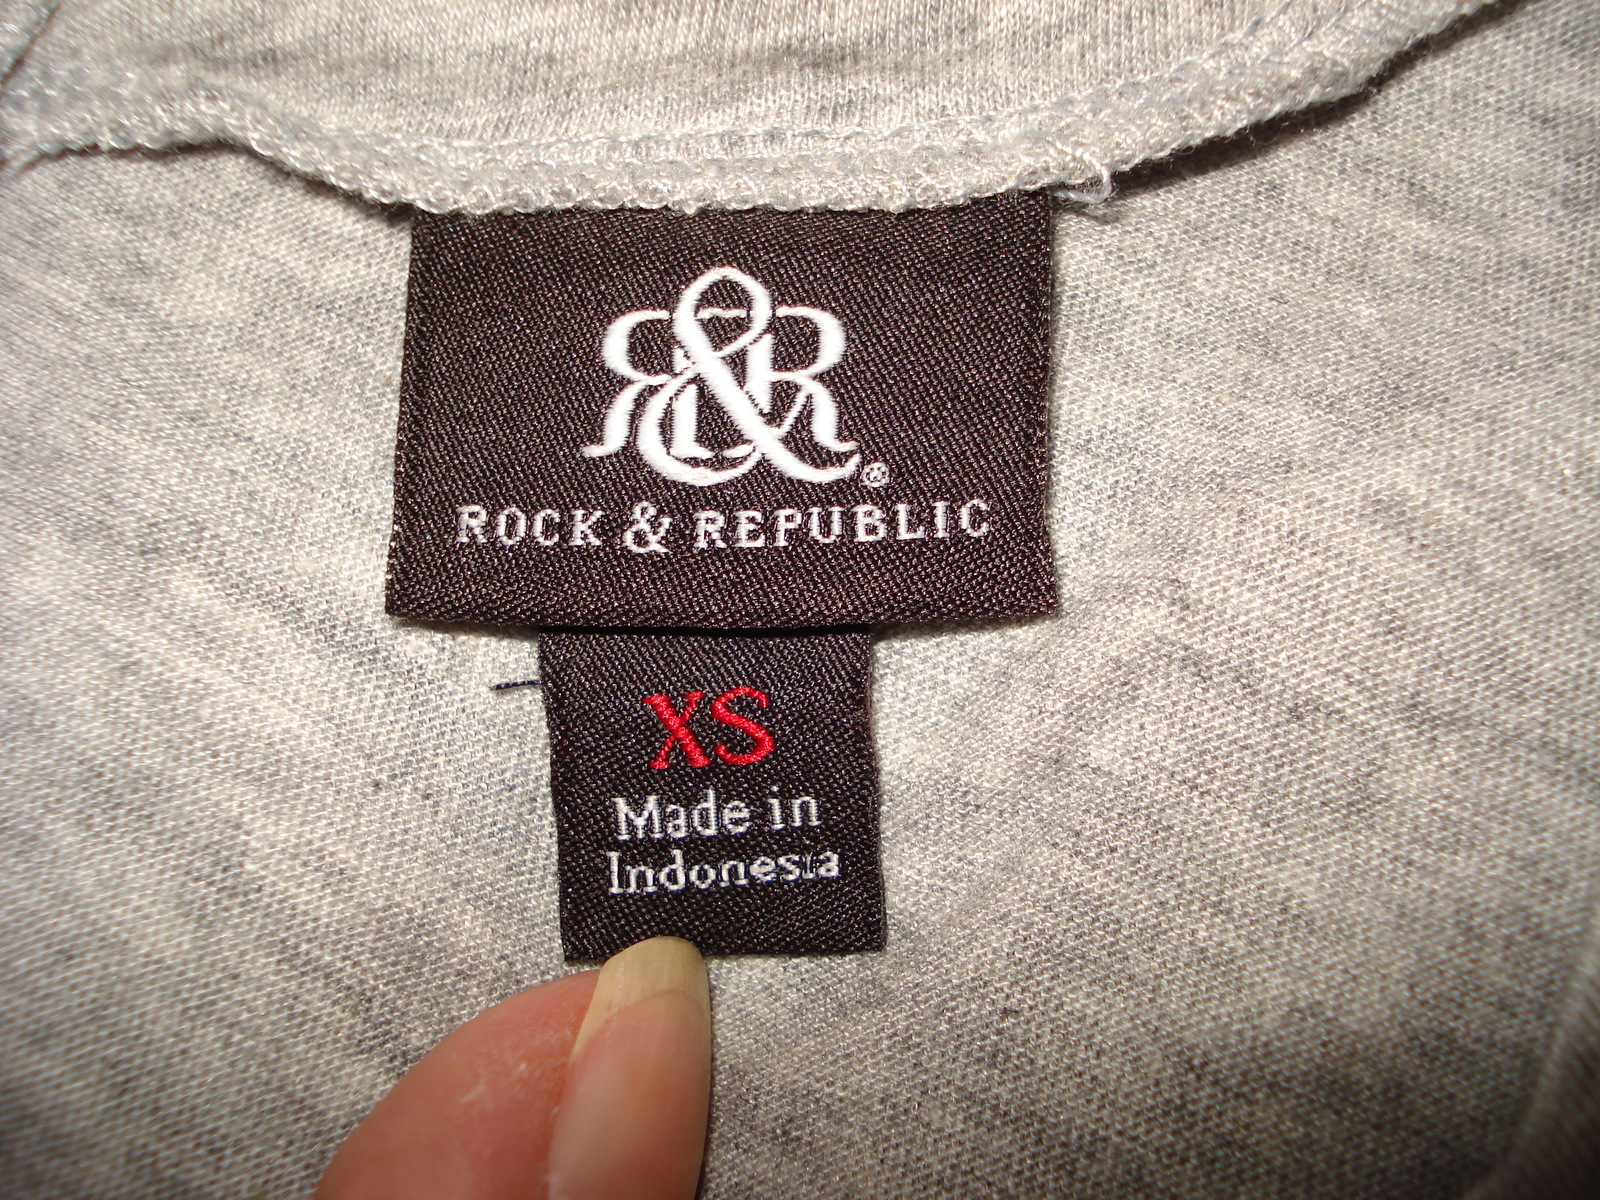 R&R®
ROCK & REPUBLIC
XS
Made in
Indonesia